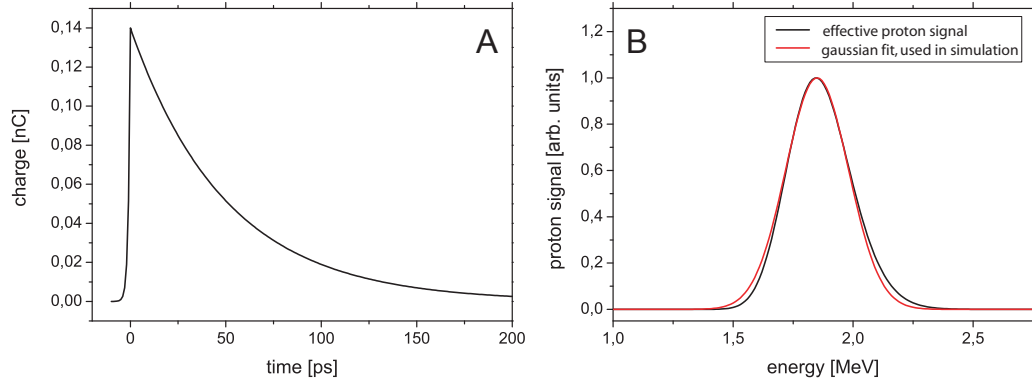 A
charge [nC]
0,14
0,12
0,10
0,08
0,06
0,04
0,02
0,00
0
50
100
150
200
time [ps]
B
effective proton signal
gaussian fit, used in simulation
proton signal [arb. units]
1,0
0,8
0,6
0,4
0,2
0,0
1,0
1,5
2,0
2,5
energy [MeV]